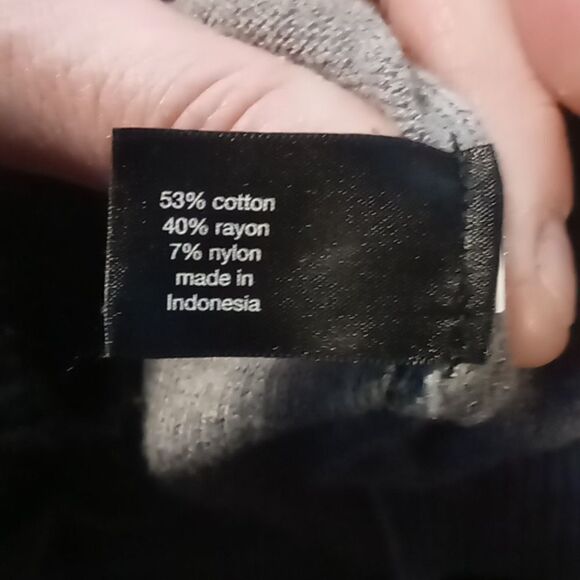 53% cotton
40% rayon
7% nylon
made in
Indonesia